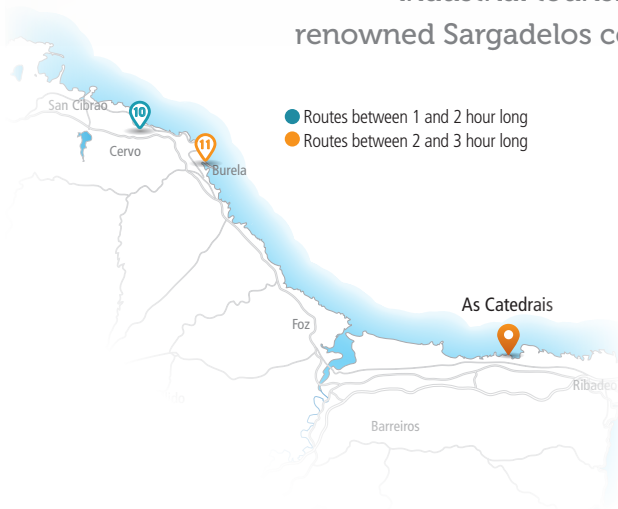 renowned Sargadelos
San Cibrao
10
Routes between 1 and 2 hour long
Routes between 2 and 3 hour long
Cervo
11
Burela
As Catedrais
Foz
Ribadeo
Barreiros